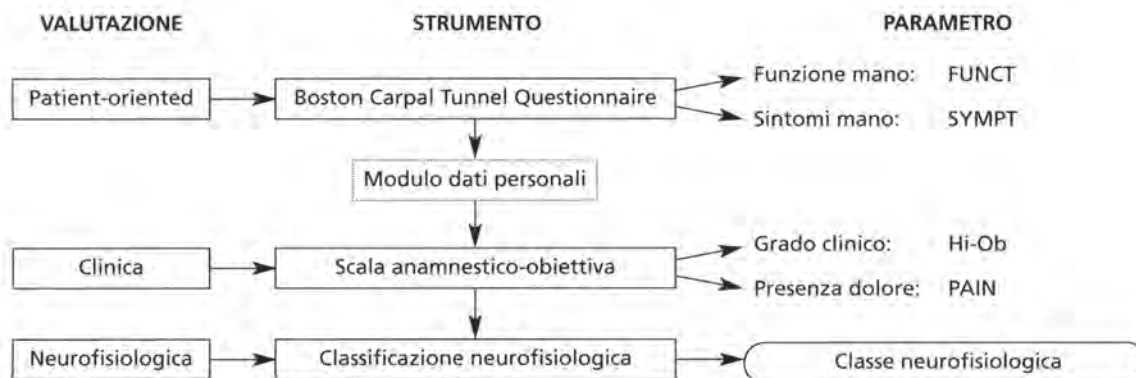 VALUTAZIONE STRUMENTO PARAMETRO
Patient-oriented Boston Carpal Tunnel Questionnaire Funzione mano: FUNCT
Sintomi mano: SYMPT
Modulo dati personali
Clinica Scala anamnestico-obiettiva Grado clinico: Hi-Ob
Presenza dolore: PAIN
Neurofisiologica Classificazione neurofisiologica Classe neurofisiologica